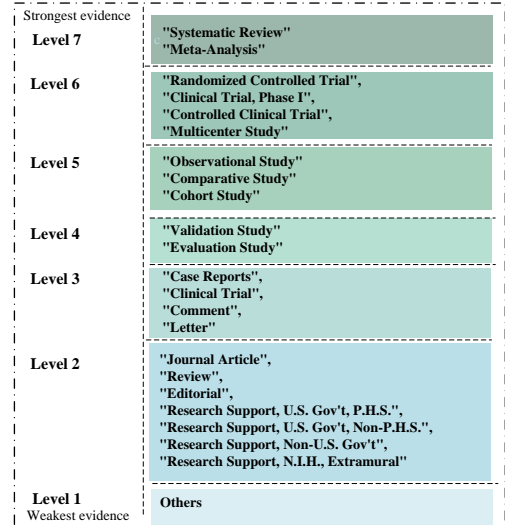 Strongest evidence
Level 7
"Systematic Review"
"Meta-Analysis"
Level 6
"Randomized Controlled Trial",
"Clinical Trial, Phase I",
"Controlled Clinical Trial",
"Multicenter Study"
Level 5
"Observational Study"
"Comparative Study"
"Cohort Study"
Level 4
"Validation Study"
"Evaluation Study"
Level 3
"Case Reports",
"Clinical Trial",
"Comment",
"Letter"
Level 2
"Journal Article",
"Review",
"Editorial",
"Research Support, U.S. Gov't, P.H.S.",
"Research Support, U.S. Gov't, Non-P.H.S.",
"Research Support, Non-U.S. Gov't",
"Research Support, N.I.H., Extramural"
Level 1
Weakest evidence
Others